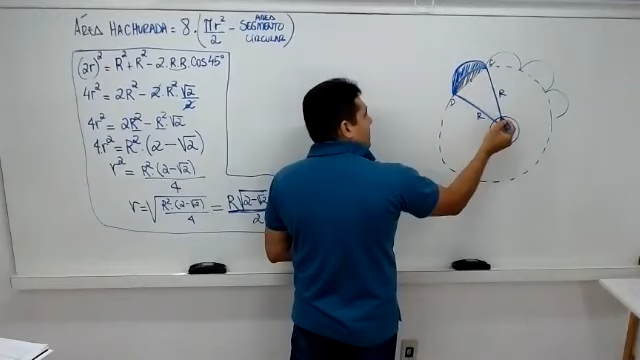 ÁREA HACHURADA = 8 · (πr²/2 - ÁREA SEGMENTO CIRCULAR)
(2r)² = R² + R² - 2.R.R.cos 45°
4r² = 2R² - 2 R² √2/2
4r² = 2R² - R²√2
4r² = R² · (2 - √2)
r² = R² · (2 - √2)/4
r = √(R² · (2 - √2)/4) = R√(2 - √2)/2
R
R